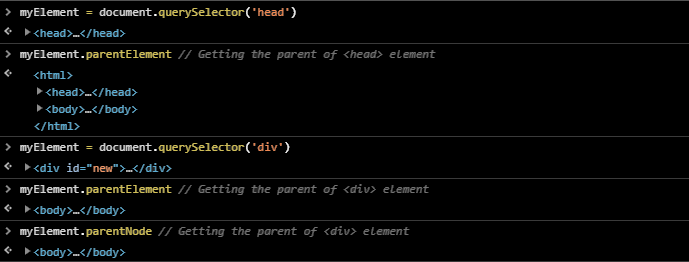 myElement = document.querySelector('head')
<head>…</head>
myElement.parentElement // Getting the parent of <head> element
<html>
<head>…</head>
<body>…</body>
</html>
myElement = document.querySelector('div')
<div id="new">…</div>
myElement.parentElement // Getting the parent of <div> element
<body>…</body>
myElement.parentNode // Getting the parent of <div> element
<body>…</body>